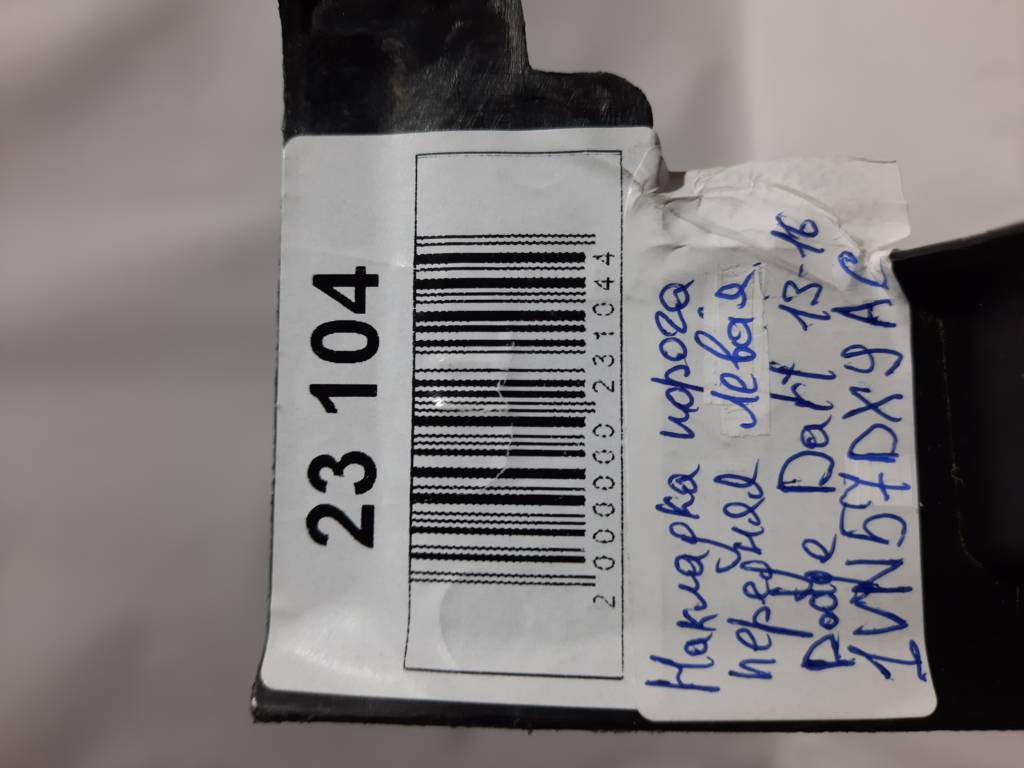 23 104
2000000231044
Накладка порога
передняя левая
Dodge Dart 13-16
1VN57DX9AC